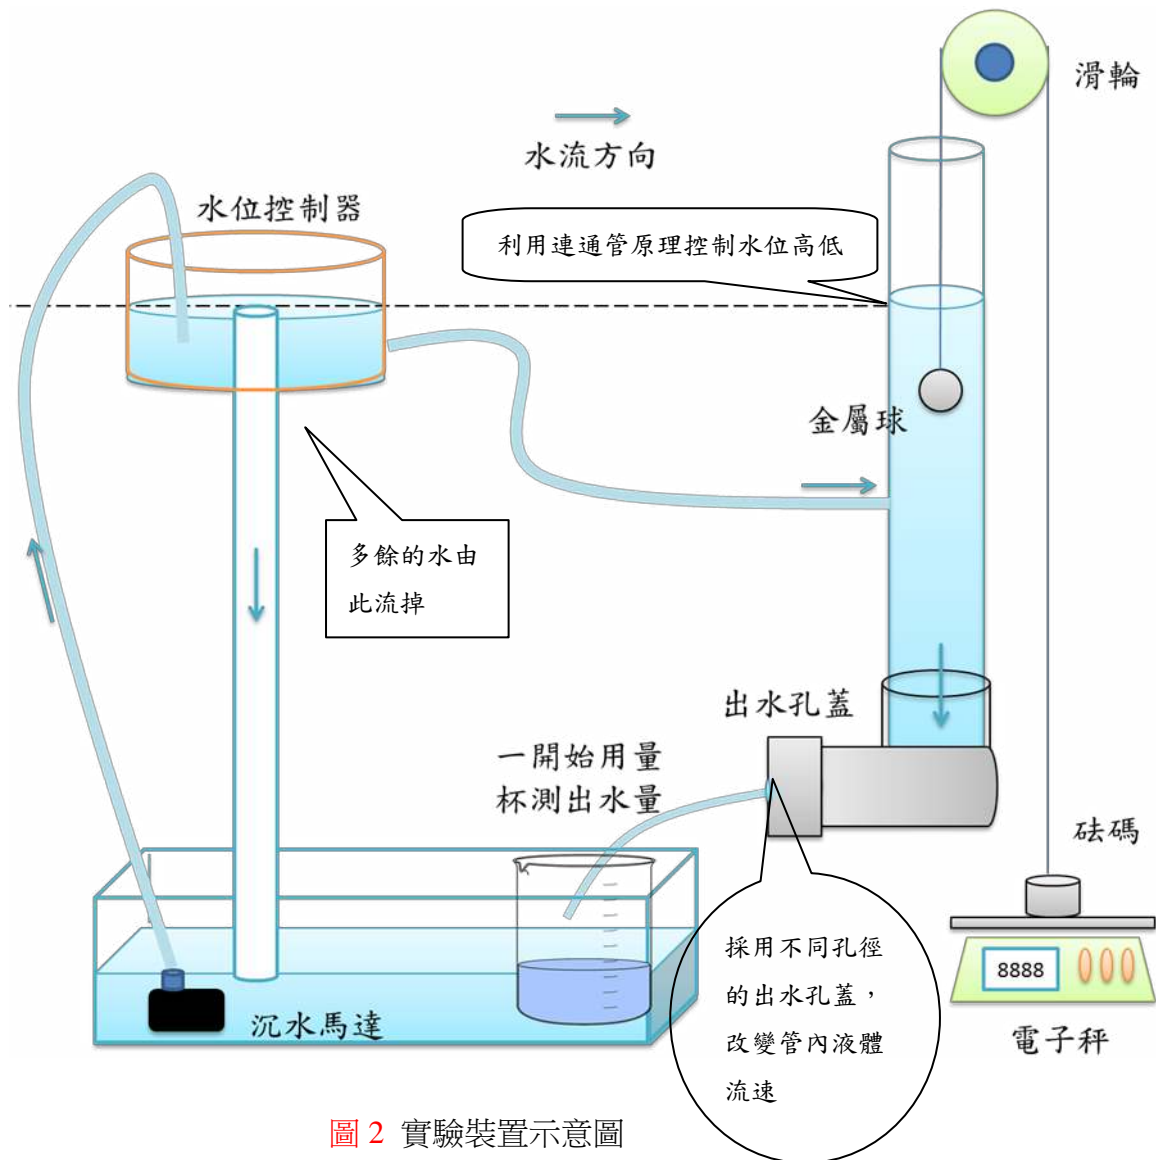 滑輪
水流方向
水位控制器
利用連通管原理控制水位高低
金屬球
多餘的水由
此流掉
出水孔蓋
一開始用量
杯測出水量
砝碼
採用不同孔徑
的出水孔蓋，
改變管內液體
流速
8888
沉水馬達
電子秤
圖 2 實驗裝置示意圖